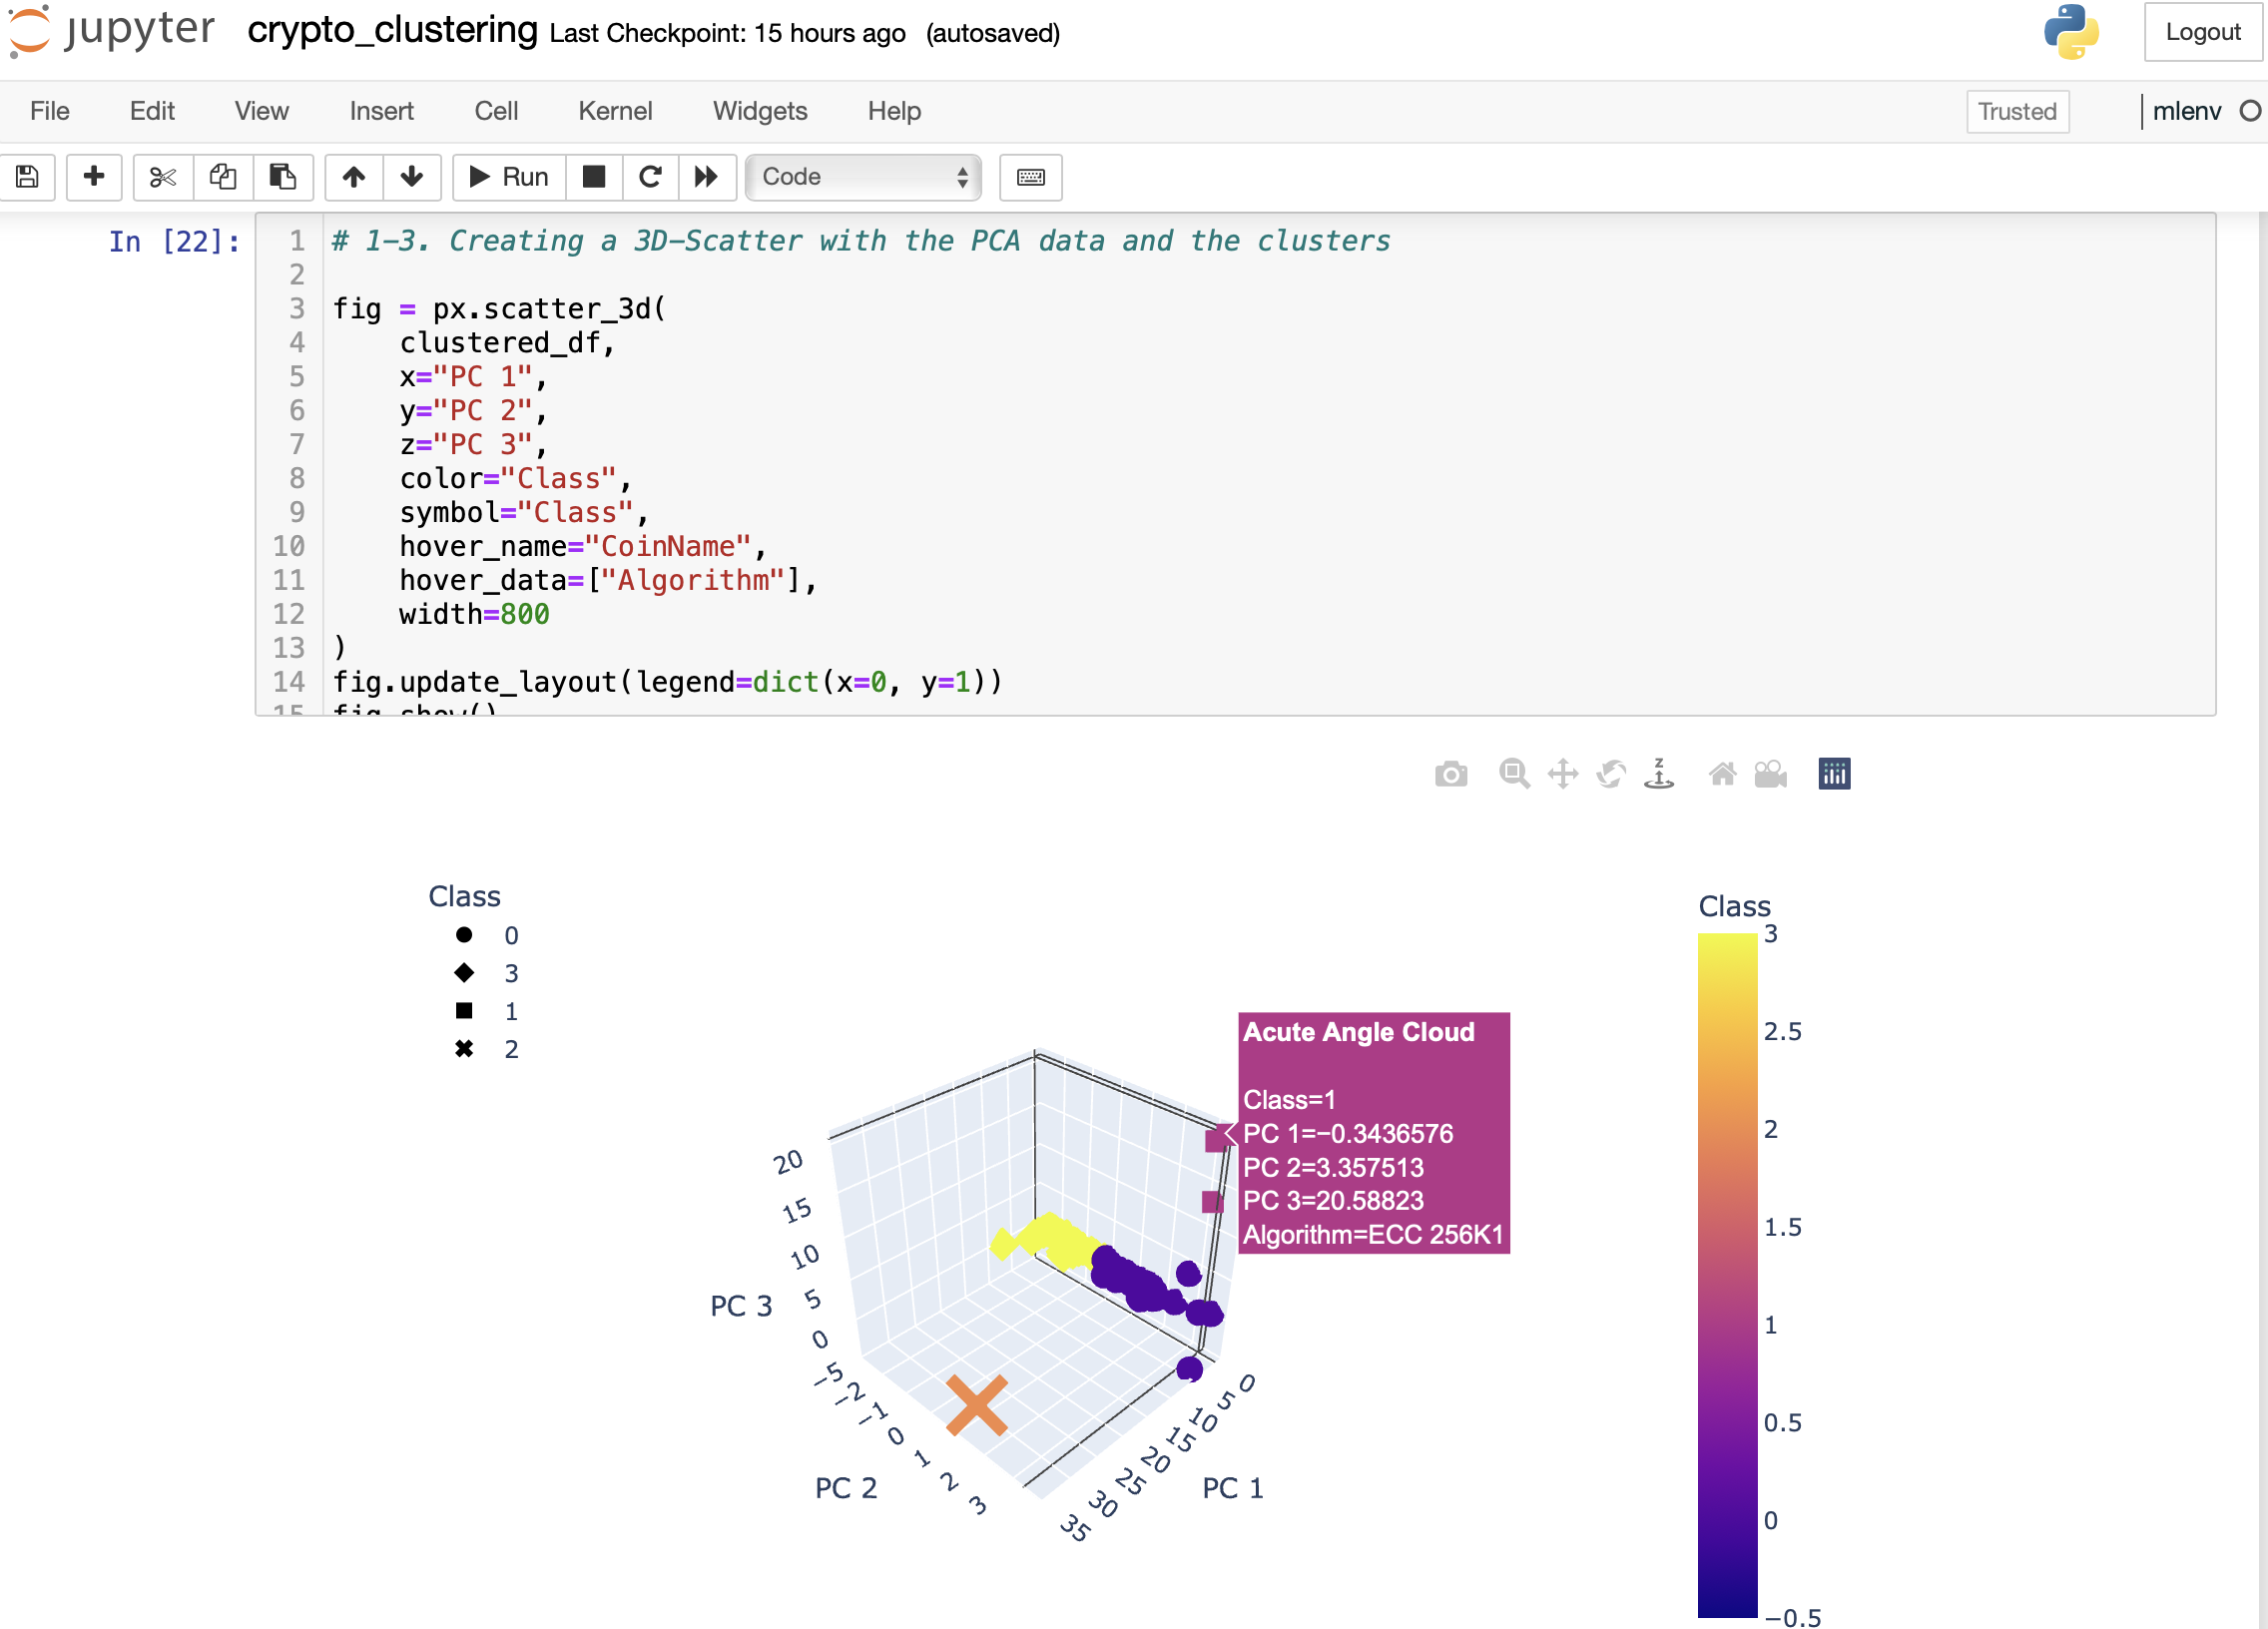 jupyter crypto_clustering Last Checkpoint: 15 hours ago (autosaved) Logout
File Edit View Insert Cell Kernel Widgets Help Trusted mlenv
Run Code
In [22]:
1 # 1-3. Creating a 3D-Scatter with the PCA data and the clusters
2
3 fig = px.scatter_3d(
4 clustered_df,
5 x="PC 1",
6 y="PC 2",
7 z="PC 3",
8 color="Class",
9 symbol="Class",
10 hover_name="CoinName",
11 hover_data=["Algorithm"],
12 width=800
13 )
14 fig.update_layout(legend=dict(x=0, y=1))
15 fig.show()
z
Class
0
3
1
2
Acute Angle Cloud
Class=1
PC 1=−0.3436576
PC 2=3.357513
PC 3=20.58823
Algorithm=ECC 256K1
20
15
10
5
0
−5
PC 3
−2
−1
0
1
2
3
PC 2
0
5
10
15
20
25
30
35
PC 1
Class
3
2.5
2
1.5
1
0.5
0
−0.5